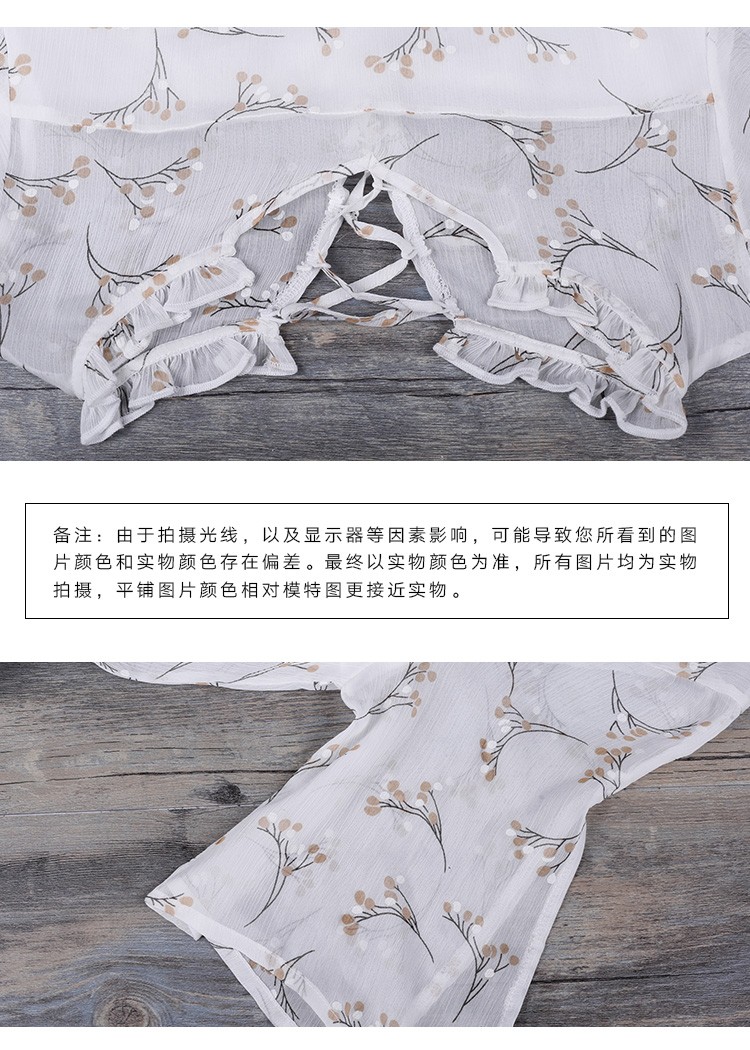 备注：由于拍摄光线，以及显示器等因素影响，可能导致您所看到的图
片颜色和实物颜色存在偏差。最终以实物颜色为准，所有图片均为实物
拍摄，平铺图片颜色相对模特图更接近实物。